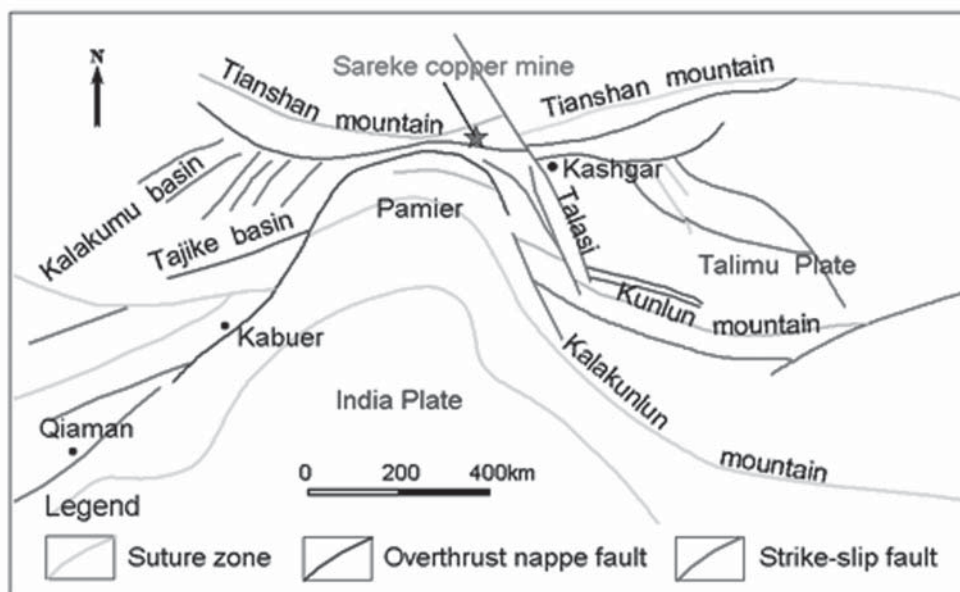 N
Sareke copper mine
Tianshan mountain
Tianshan mountain
Kashgar
Kalakumu basin
Tajike basin
Pamier
Talasi
Talimu Plate
Kunlun mountain
Kabuer
Kalakunlun mountain
India Plate
Qiaman
0 200 400km
Legend
Suture zone
Overthrust nappe fault
Strike-slip fault